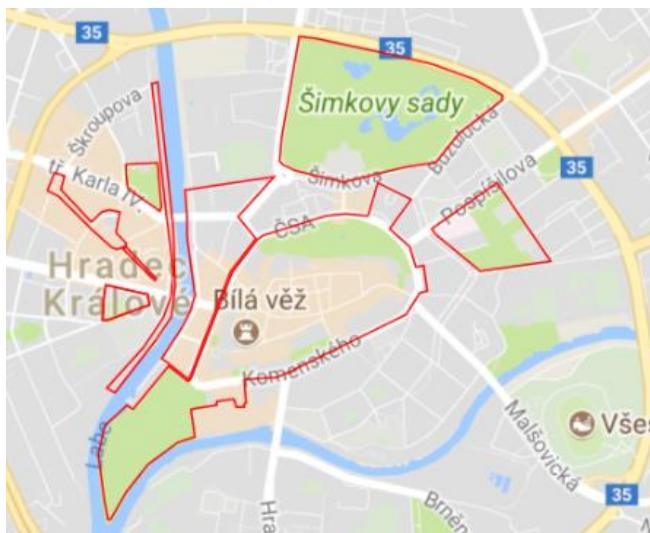 35
35
Šimkovy sady
Škroupova
tř. Karla IV.
Buzulucká
Šimkova
Pospíšilova
35
ČSA
Hradec
Králové
Bílá věž
Komenského
Labe
Malšovická
Všes
35
Hra
Brněn